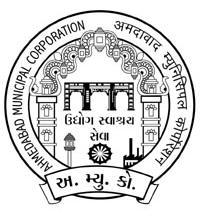 AHMEDABAD MUNICIPAL CORPORATION
અમદાવાદ મ્યુનિસિપલ કોર્પોરેશન
ઉદ્યોગ સ્વાશ્રય
સેવા
અ. મ્યુ. કો.